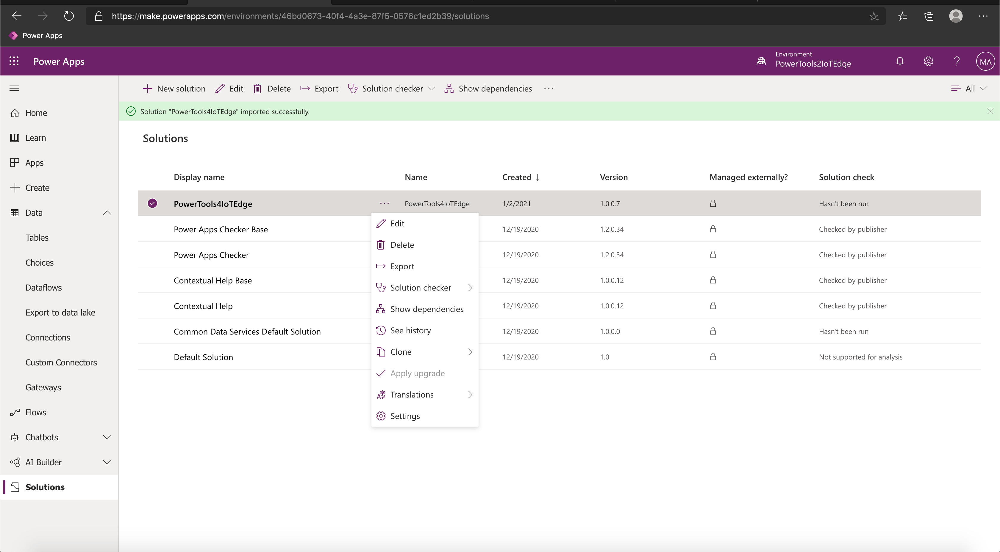 https://make.powerapps.com/environments/46bd0673-40f4-4a3e-87f5-0576c1ed2b39/solutions
Power Apps
Power Apps
Environment
PowerTools2IoTEdge
MA
New solution
Edit
Delete
Export
Solution checker
Show dependencies
All
Solution "PowerTools4IoTEdge" imported successfully.
Home
Learn
Apps
Create
Data
Tables
Choices
Dataflows
Export to data lake
Connections
Custom Connectors
Gateways
Flows
Chatbots
AI Builder
Solutions
Solutions
Display name Name Created Version Managed externally? Solution check
PowerTools4IoTEdge PowerTools4IoTEdge 1/2/2021 1.0.0.7 Hasn't been run
Power Apps Checker Base 12/19/2020 1.2.0.34 Checked by publisher
Power Apps Checker 12/19/2020 1.2.0.34 Checked by publisher
Contextual Help Base 12/19/2020 1.0.0.12 Checked by publisher
Contextual Help 12/19/2020 1.0.0.12 Checked by publisher
Common Data Services Default Solution 12/19/2020 1.0.0.0 Hasn't been run
Default Solution 12/19/2020 1.0 Not supported for analysis
Edit
Delete
Export
Solution checker
Show dependencies
See history
Clone
Apply upgrade
Translations
Settings